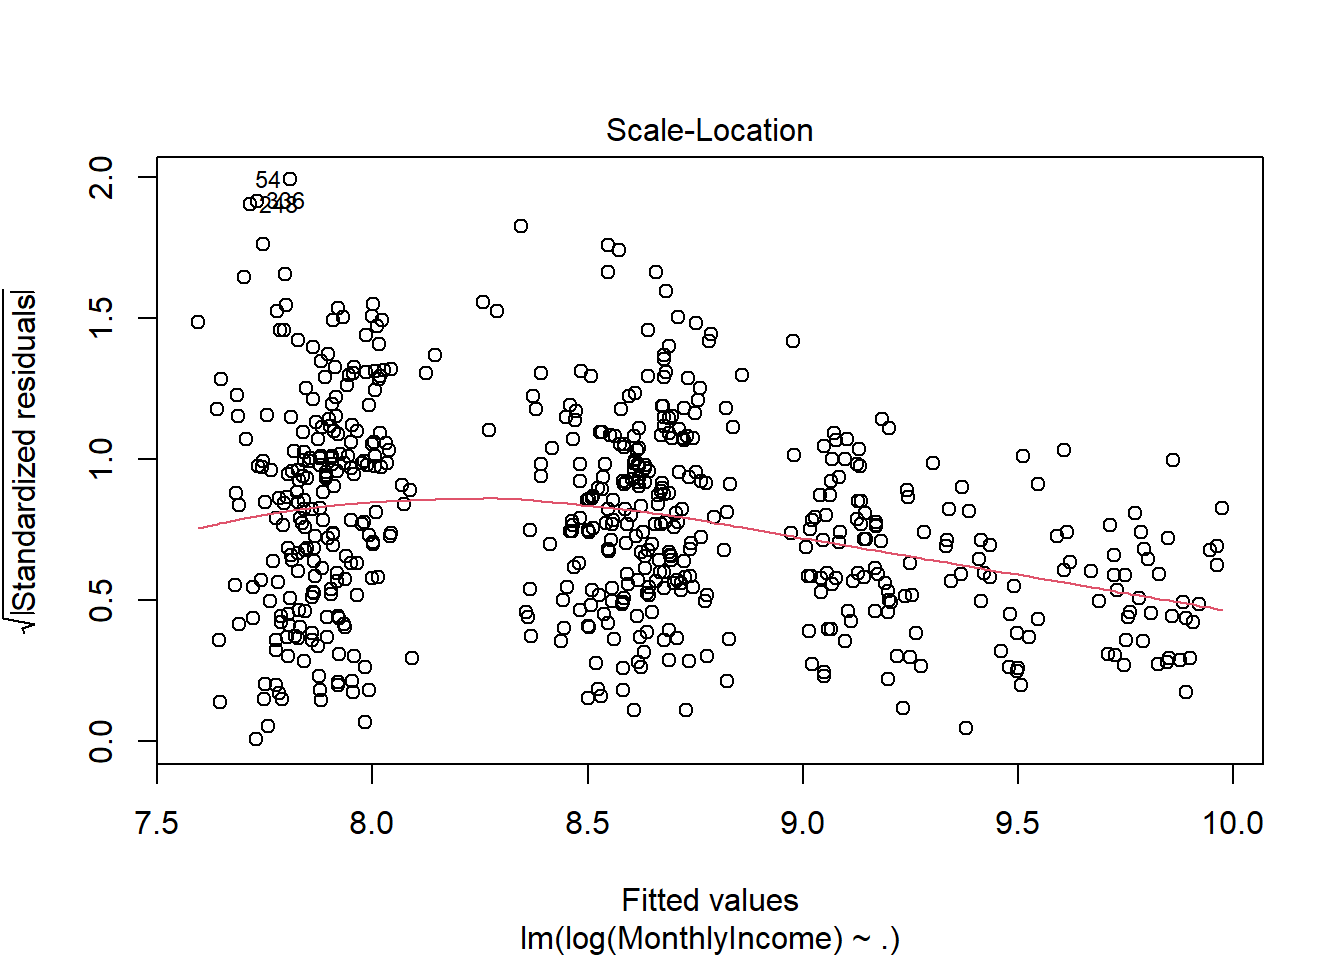 Scale-Location
√|Standardized residuals|
2.0
1.5
1.0
0.5
0.0
54
336
248
7.5 8.0 8.5 9.0 9.5 10.0
Fitted values
lm(log(MonthlyIncome) ~ .)